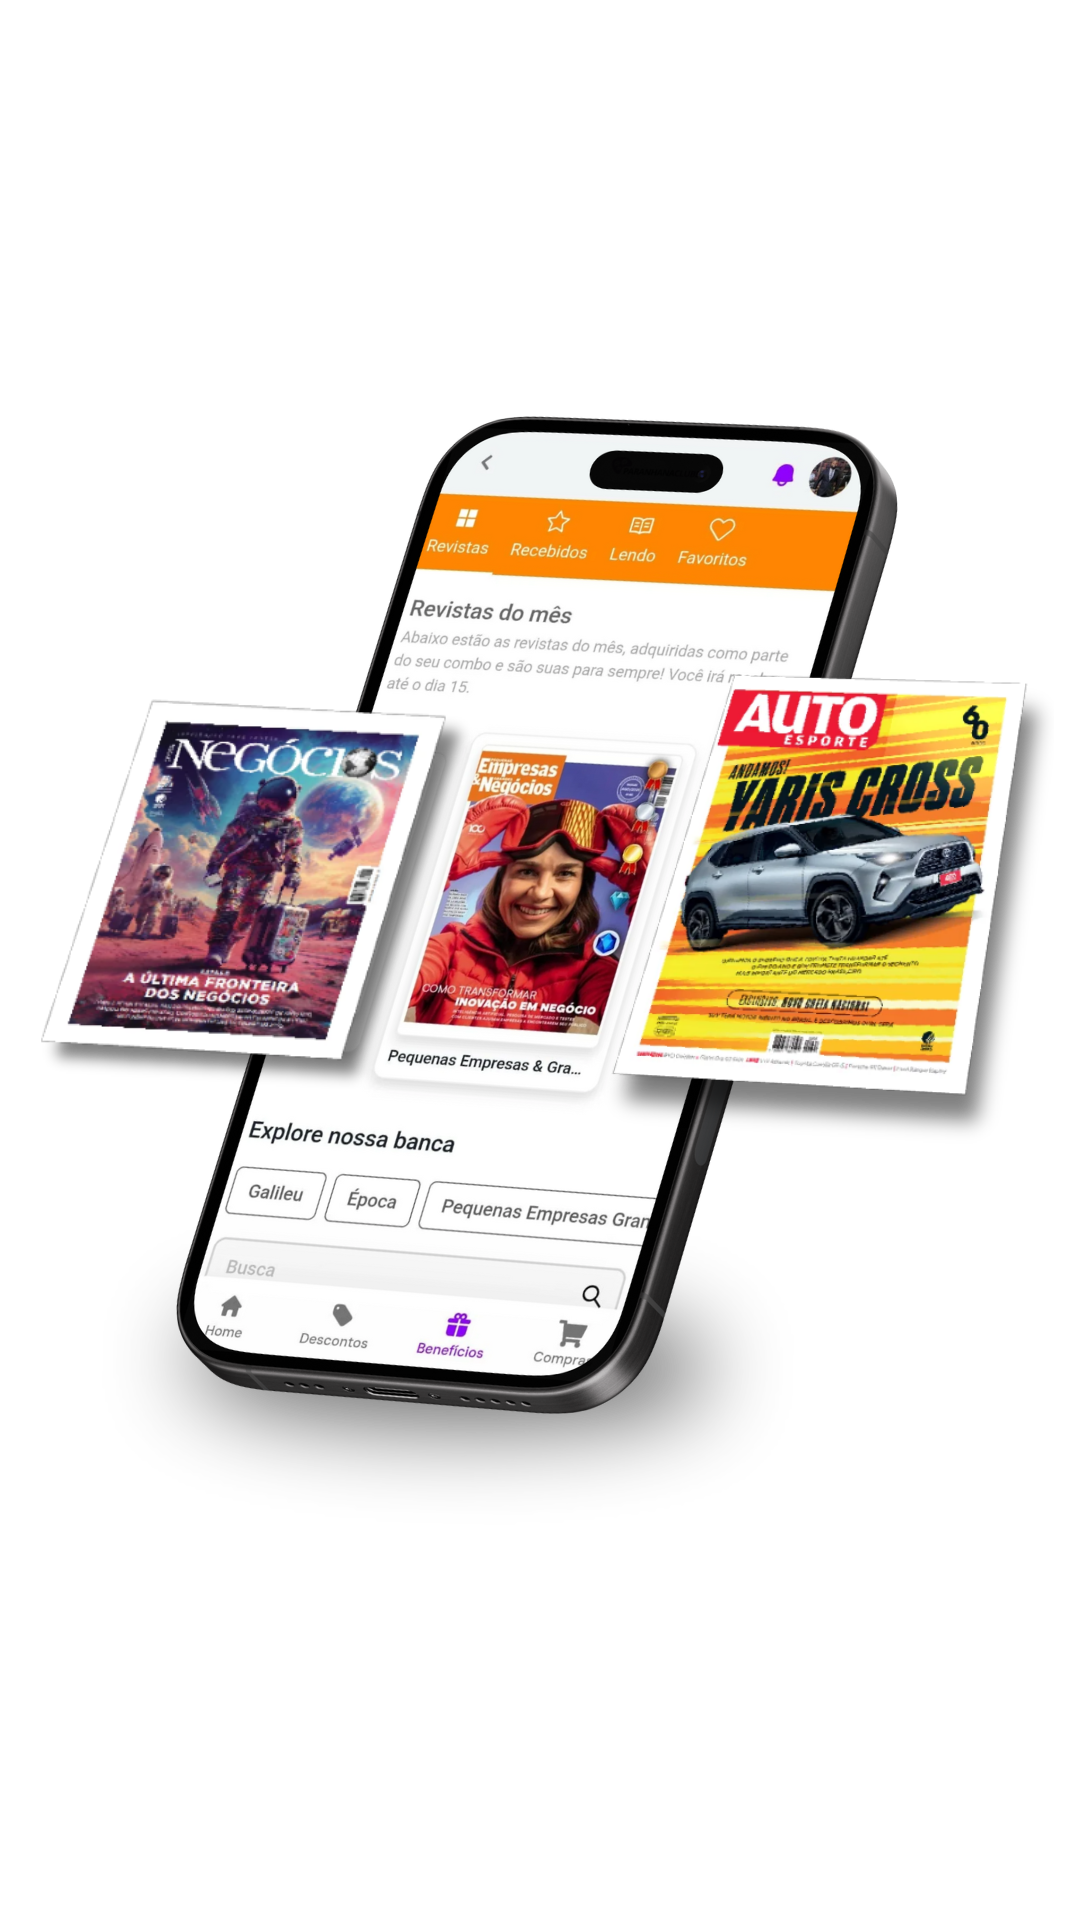 Revistas
Recebidos
Lendo
Favoritos
Revistas do mês
Abaixo estão as revistas do mês, adquiridas como parte
do seu combo e são suas para sempre! Você irá
até o dia 15.
NEGÓCIOS
A ÚLTIMA FRONTEIRA
DOS NEGÓCIOS
Empresas
&Negócios
100
COMO TRANSFORMAR
INOVAÇÃO EM NEGÓCIO
Pequenas Empresas & Gra...
AUTO
ESPORTE
60
ANDAMOS!
YARIS CROSS
EXCLUSIVO: NOVO CRETA NACIONAL
Explore nossa banca
Galileu
Época
Pequenas Empresas Gran
Busca
Home
Descontos
Benefícios
Compra